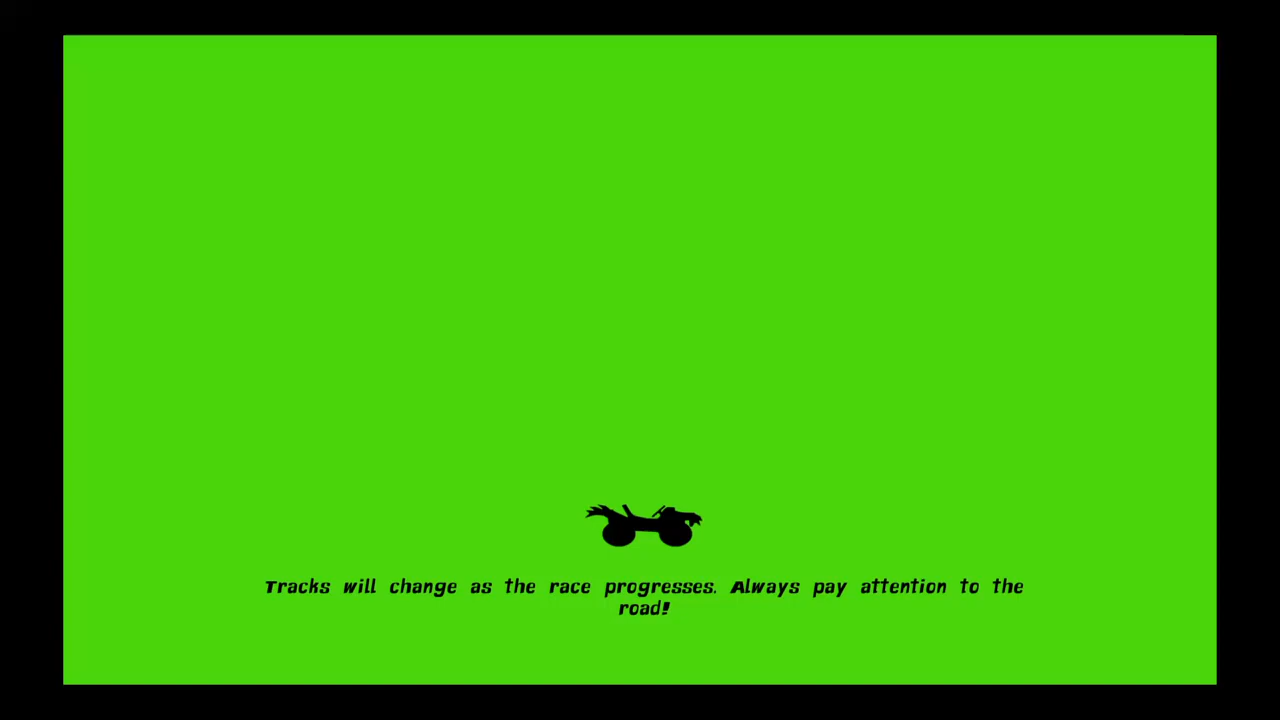 Tracks will change as the race progresses. Always pay attention to the
road!